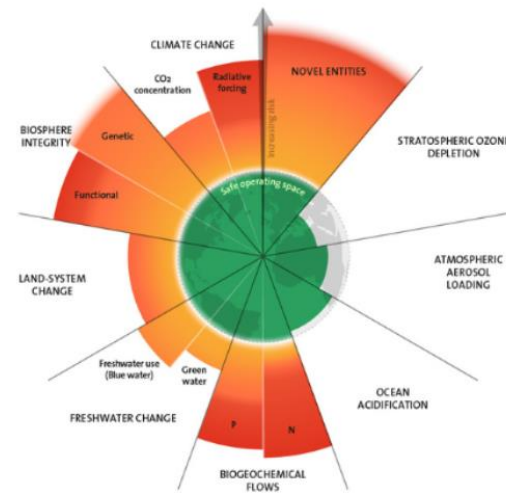 CLIMATE CHANGE
CO₂
concentration
Radiative
forcing
NOVEL ENTITIES
Increasing risk
BIOSPHERE
INTEGRITY
Genetic
STRATOSPHERIC OZONE
DEPLETION
Functional
Safe operating space
LAND-SYSTEM
CHANGE
ATMOSPHERIC
AEROSOL
LOADING
Freshwater use
(Blue water)
Green
water
OCEAN
ACIDIFICATION
FRESHWATER CHANGE
P
N
BIOGEOCHEMICAL
FLOWS